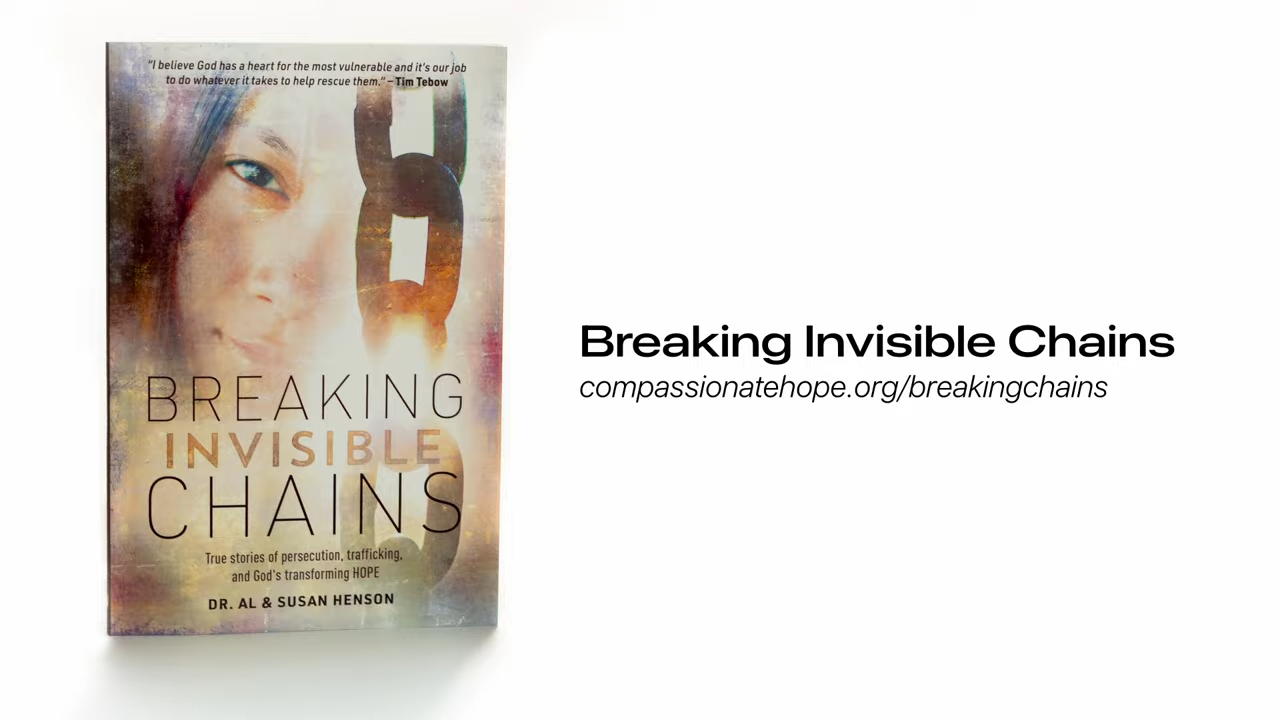 "I believe God has a heart for the most vulnerable and it's our job
to do whatever it takes to help rescue them." – Tim Tebow
BREAKING
INVISIBLE
CHAINS
True stories of persecution, trafficking,
and God's transforming HOPE
DR. AL & SUSAN HENSON
Breaking Invisible Chains
compassionatehope.org/breakingchains